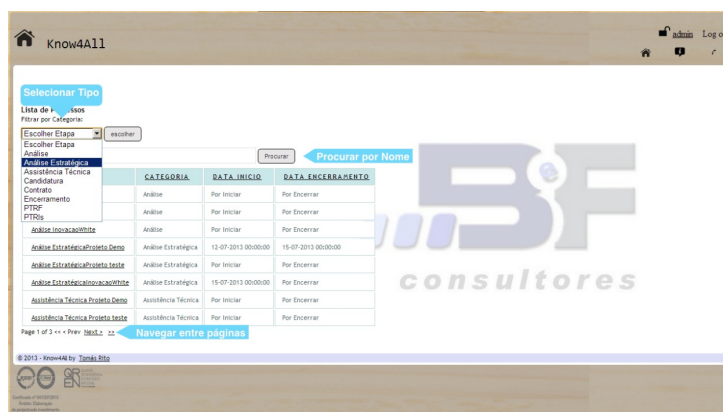 Know4All
admin Log o
Selecionar Tipo
Lista de P ssos
Filtrar por Categoria:
Escolher Etapa escolher
Escolher Etapa
Análise
Análise Estratégica
Assistência Técnica
Candidatura
Contrato
Encerramento
PTRF
PTRIs
Procurar Procurar por Nome
CATEGORIA DATA INICIO DATA ENCERRAMENTO
Análise Por Iniciar Por Encerrar
Análise Por Iniciar Por Encerrar
Análise InovacaoWhite Análise Por Iniciar Por Encerrar
Análise EstratégicaProjeto Demo Análise Estratégica 12-07-2013 00:00:00 15-07-2013 00:00:00
Análise EstratégicaProjeto teste Análise Estratégica Por Iniciar Por Encerrar
Análise EstratégicaInovacaoWhite Análise Estratégica 15-07-2013 00:00:00 Por Encerrar
Assistência Técnica Projeto Demo Assistência Técnica Por Iniciar Por Encerrar
Assistência Técnica Projeto teste Assistência Técnica Por Iniciar Por Encerrar
Page 1 of 3 << < Prev Next > >> Navegar entre páginas
consultores
© 2013 - Know4All by Tomás Rito